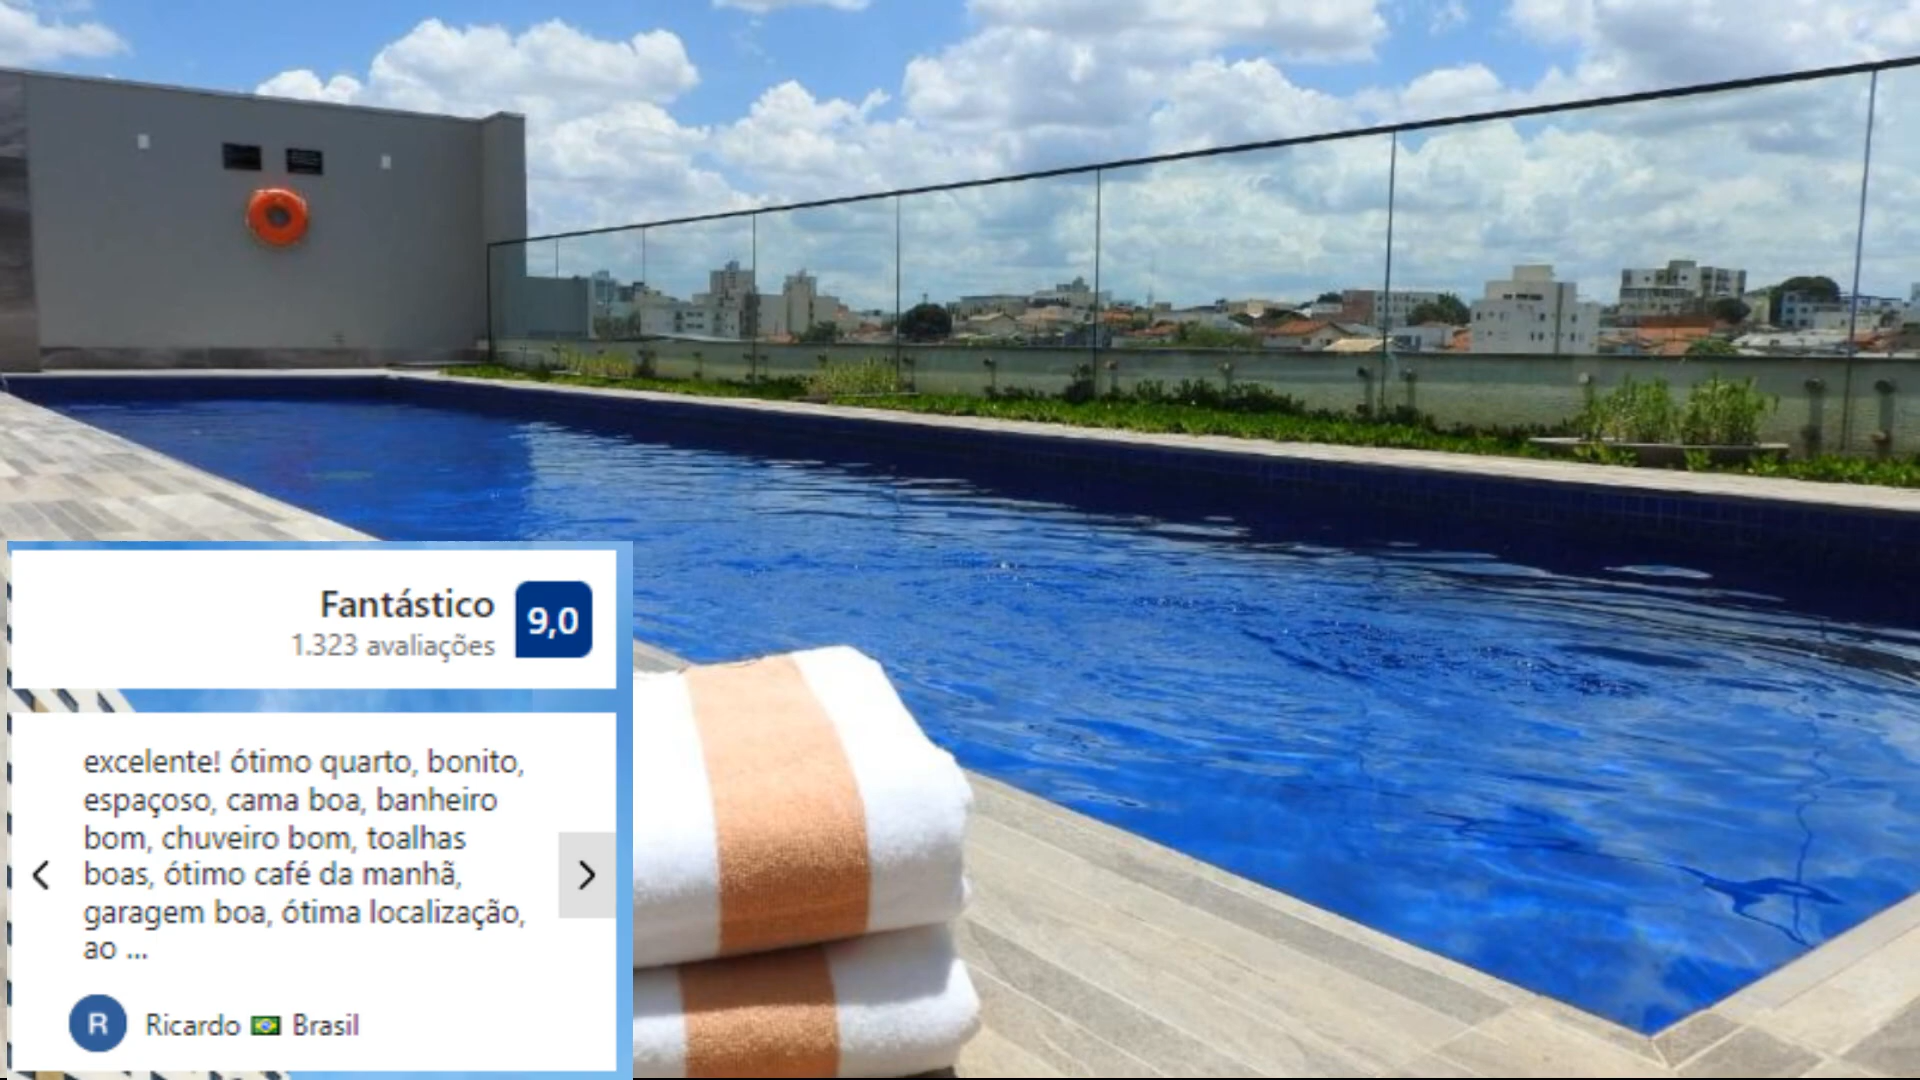 Fantástico
9,0
1.323 avaliações
excelente! ótimo quarto, bonito,
espaçoso, cama boa, banheiro
bom, chuveiro bom, toalhas
boas, ótimo café da manhã,
garagem boa, ótima localização,
ao ...
R
Ricardo 🇧🇷 Brasil